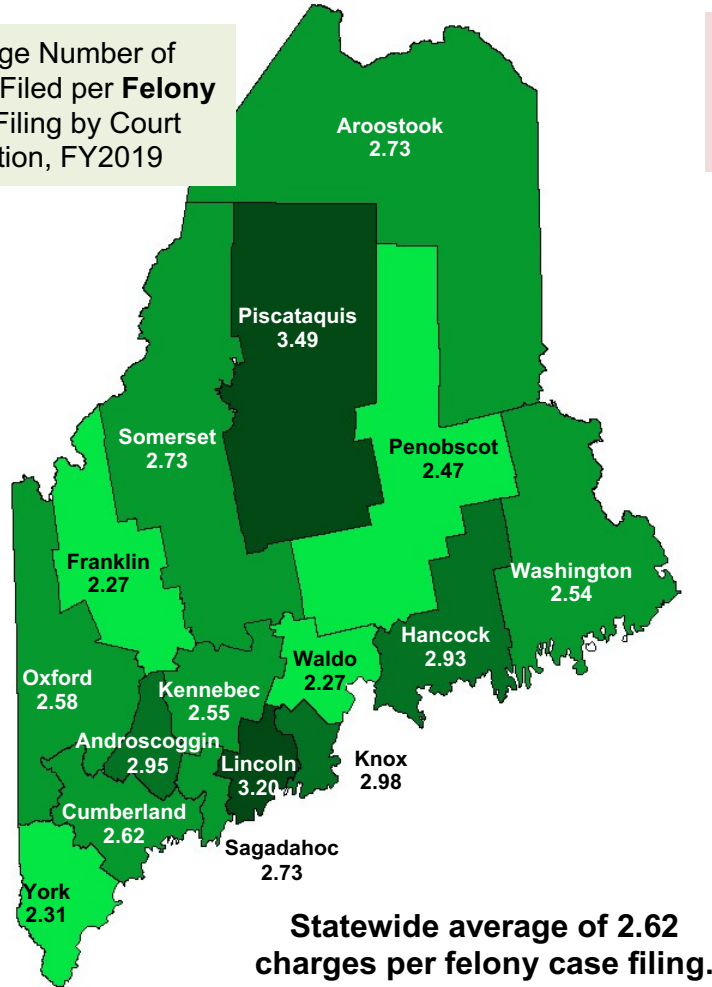 ge Number of
Filed per Felony
Filing by Court
tion, FY2019
Aroostook
2.73
Piscataquis
3.49
Somerset
2.73
Penobscot
2.47
Franklin
2.27
Washington
2.54
Hancock
2.93
Waldo
2.27
Oxford
2.58
Kennebec
2.55
Androscoggin
2.95
Lincoln
3.20
Knox
2.98
Cumberland
2.62
Sagadahoc
2.73
York
2.31
Statewide average of 2.62
charges per felony case filing.